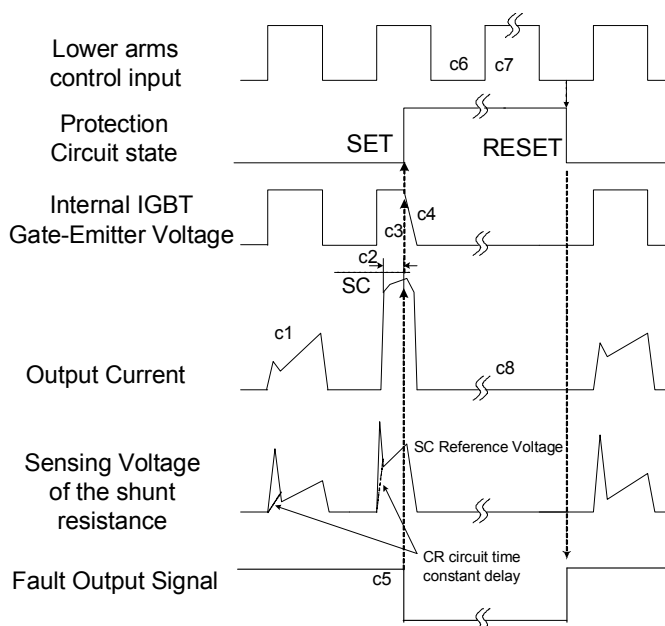 Lower arms
control input
c6
c7
Protection
Circuit state
SET
RESET
Internal IGBT
Gate-Emitter Voltage
c3
c4
c2
SC
c1
Output Current
c8
SC Reference Voltage
Sensing Voltage
of the shunt
resistance
CR circuit time
constant delay
Fault Output Signal
c5